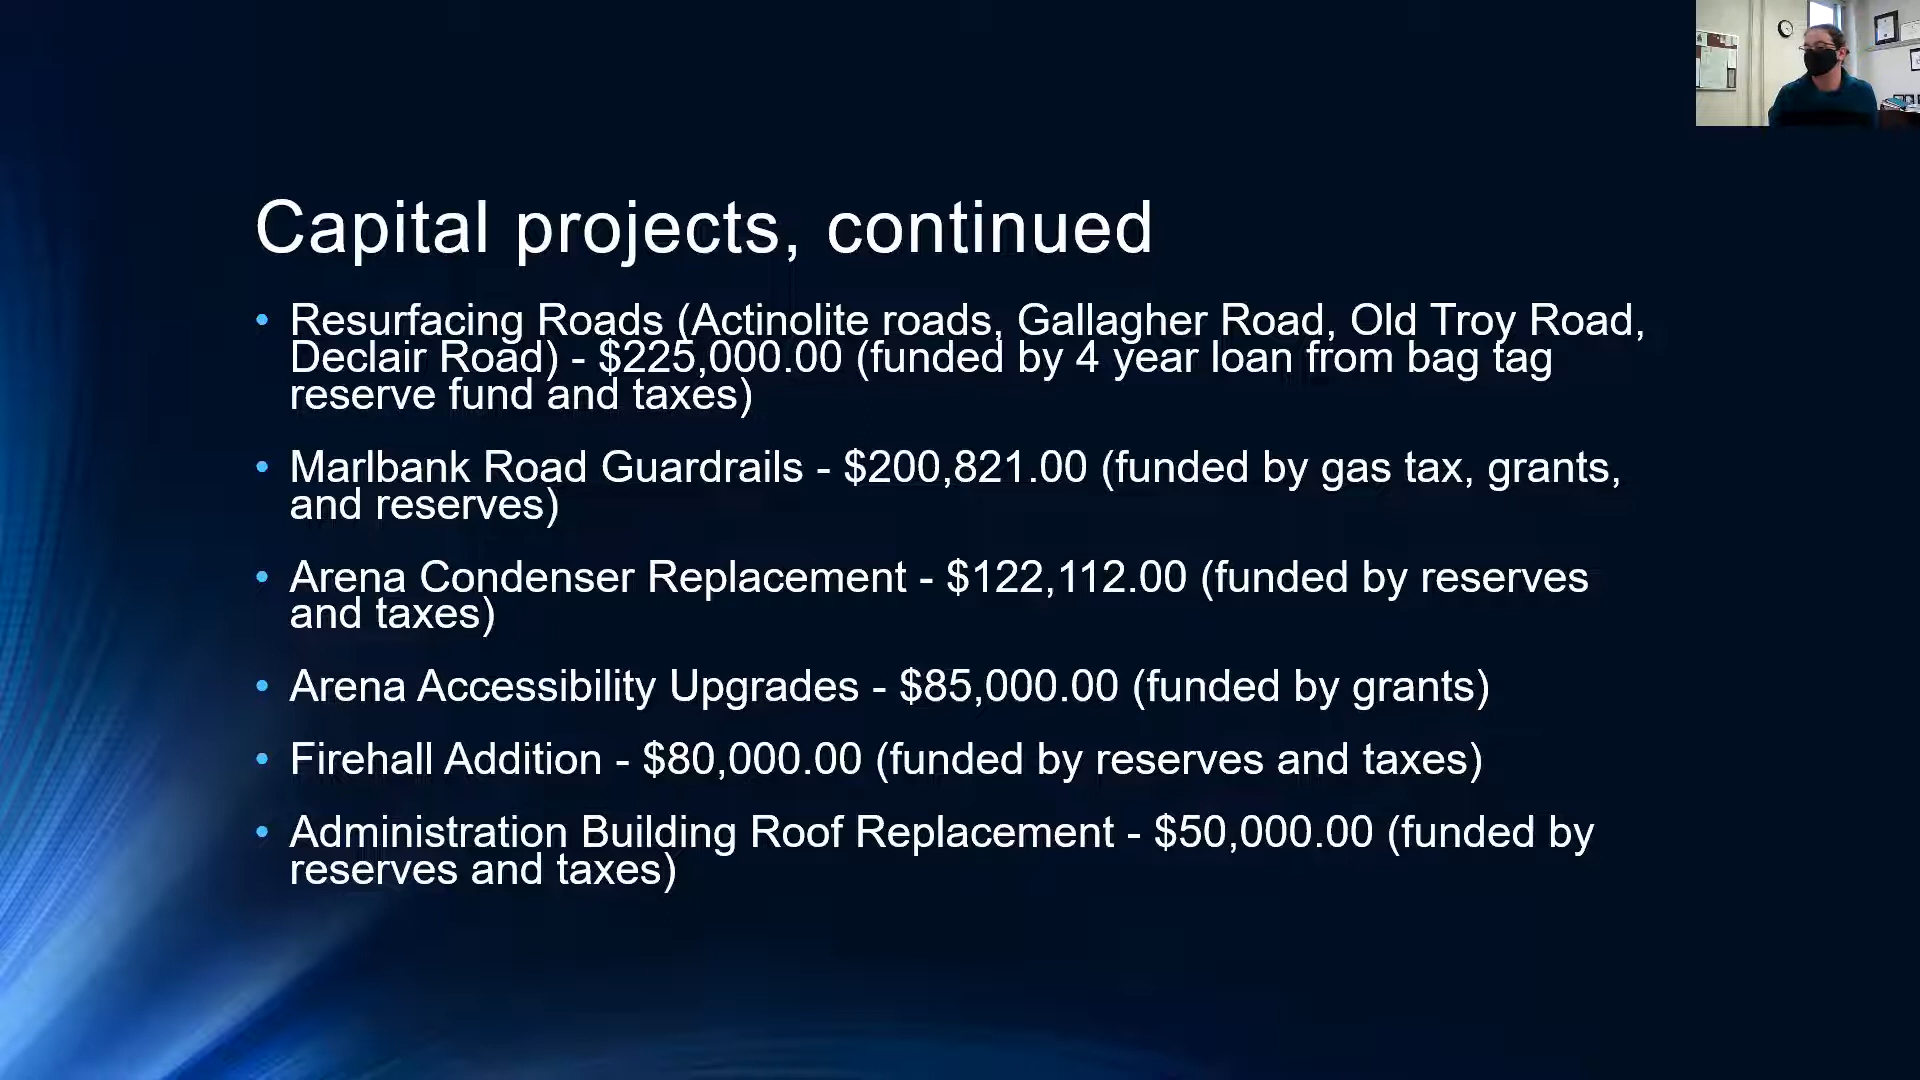 Capital projects, continued
• Resurfacing Roads (Actinolite roads, Gallagher Road, Old Troy Road,
Declair Road) - $225,000.00 (funded by 4 year loan from bag tag
reserve fund and taxes)
• Marlbank Road Guardrails - $200,821.00 (funded by gas tax, grants,
and reserves)
• Arena Condenser Replacement - $122,112.00 (funded by reserves
and taxes)
• Arena Accessibility Upgrades - $85,000.00 (funded by grants)
• Firehall Addition - $80,000.00 (funded by reserves and taxes)
• Administration Building Roof Replacement - $50,000.00 (funded by
reserves and taxes)